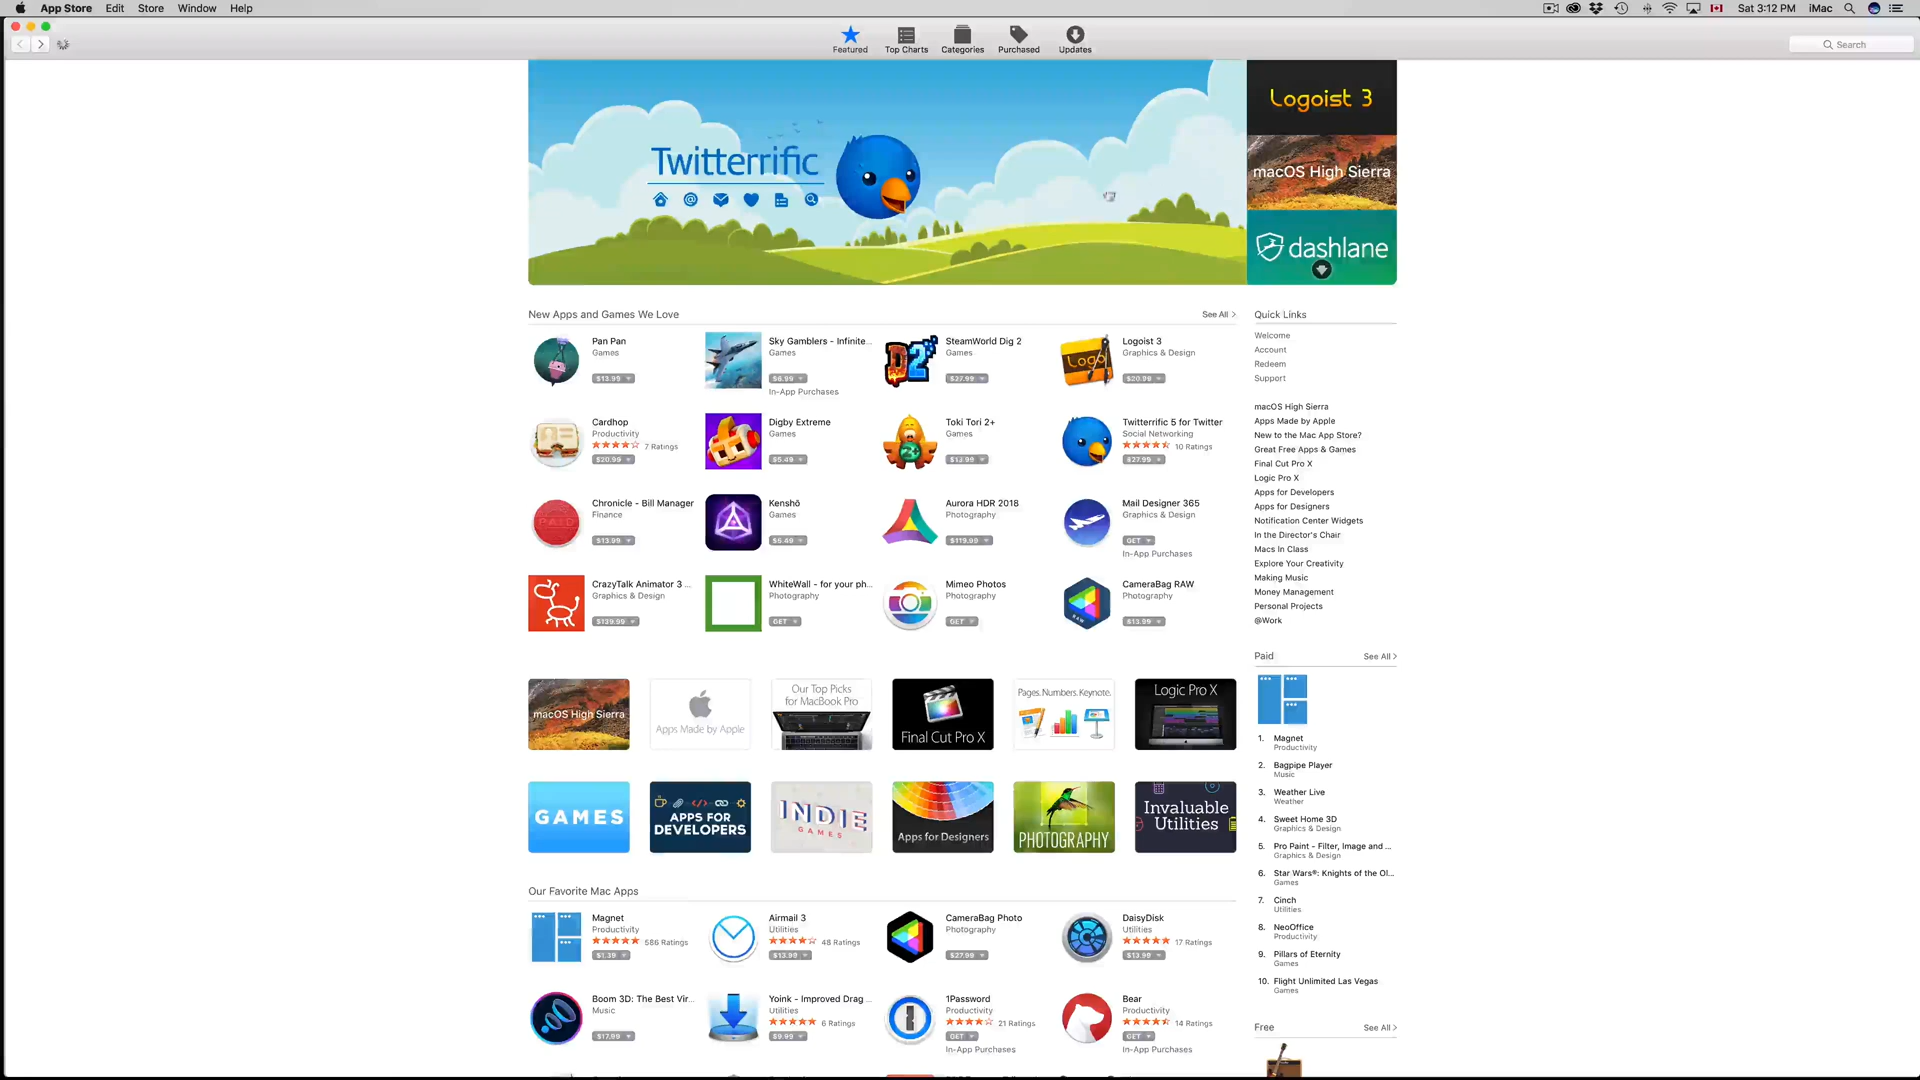 App Store Edit Store Window Help
Sat 3:12 PM iMac
Featured Top Charts Categories Purchased Updates
Search
Twitterrific
Logoist 3
macOS High Sierra
dashlane
New Apps and Games We Love See All >
Pan Pan
Games
$13.99
Sky Gamblers - Infinite...
Games
$6.99
In-App Purchases
SteamWorld Dig 2
Games
$27.99
Logoist 3
Graphics & Design
$20.99
Cardhop
Productivity
7 Ratings
$20.99
Digby Extreme
Games
$5.49
Toki Tori 2+
Games
$13.99
Twitterrific 5 for Twitter
Social Networking
10 Ratings
$27.99
Chronicle - Bill Manager
Finance
$13.99
Kenshō
Games
$5.49
Aurora HDR 2018
Photography
$119.99
Mail Designer 365
Graphics & Design
GET
In-App Purchases
CrazyTalk Animator 3 ...
Graphics & Design
$139.99
WhiteWall - for your ph...
Photography
GET
Mimeo Photos
Photography
GET
CameraBag RAW
Photography
$13.99
macOS High Sierra
Apps Made by Apple
Our Top Picks
for MacBook Pro
Final Cut Pro X
Pages. Numbers. Keynote.
Logic Pro X
GAMES
APPS FOR
DEVELOPERS
INDIE
GAMES
Apps for Designers
PHOTOGRAPHY
Invaluable
Utilities
Our Favorite Mac Apps
Magnet
Productivity
586 Ratings
$1.39
Airmail 3
Utilities
48 Ratings
$13.99
CameraBag Photo
Photography
$27.99
DaisyDisk
Utilities
17 Ratings
$13.99
Boom 3D: The Best Vir...
Music
$17.99
Yoink - Improved Drag ...
Utilities
6 Ratings
$9.99
1Password
Productivity
21 Ratings
GET
In-App Purchases
Bear
Productivity
14 Ratings
GET
In-App Purchases
Quick Links
Welcome
Account
Redeem
Support
macOS High Sierra
Apps Made by Apple
New to the Mac App Store?
Great Free Apps & Games
Final Cut Pro X
Logic Pro X
Apps for Developers
Apps for Designers
Notification Center Widgets
In the Director's Chair
Macs In Class
Explore Your Creativity
Making Music
Money Management
Personal Projects
@Work
Paid See All >
1. Magnet
Productivity
2. Bagpipe Player
Music
3. Weather Live
Weather
4. Sweet Home 3D
Graphics & Design
5. Pro Paint - Filter, Image and ...
Graphics & Design
6. Star Wars®: Knights of the Ol...
Games
7. Cinch
Utilities
8. NeoOffice
Productivity
9. Pillars of Eternity
Games
10. Flight Unlimited Las Vegas
Games
Free See All >